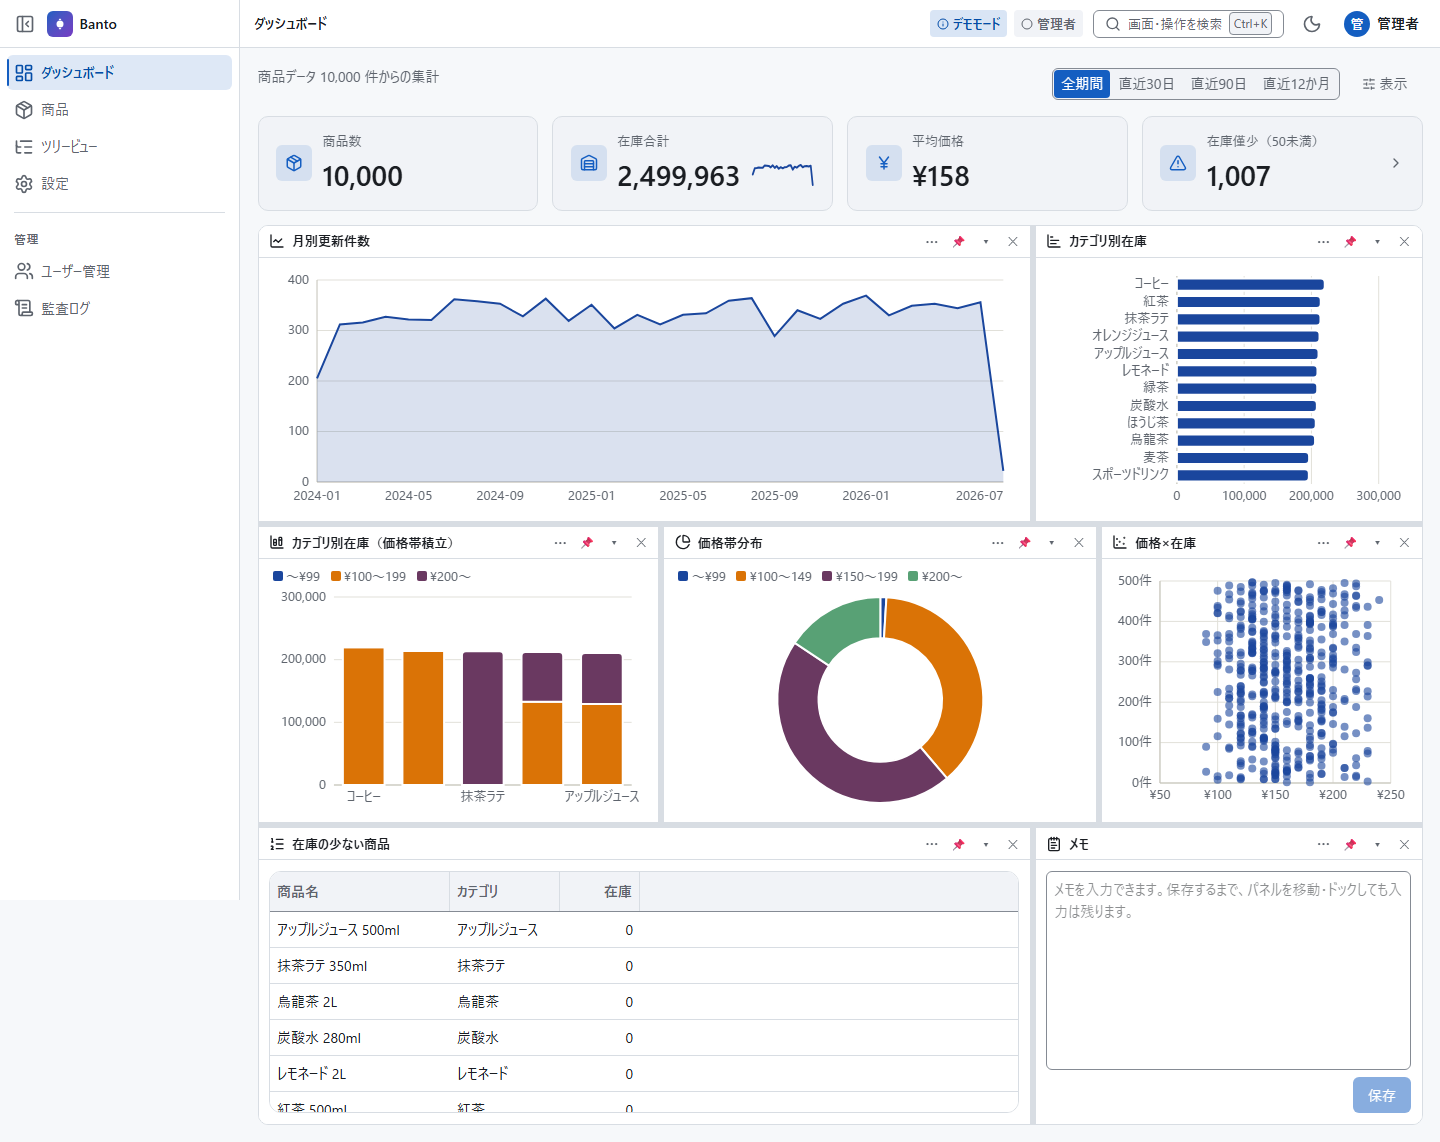 Banto
ダッシュボード
デモモード
管理者
画面・操作を検索
Ctrl+K
管
管理者
ダッシュボード
商品
ツリービュー
設定
管理
ユーザー管理
監査ログ
商品データ 10,000 件からの集計
全期間
直近30日
直近90日
直近12か月
表示
商品数
10,000
在庫合計
2,499,963
平均価格
¥
¥158
在庫僅少（50未満）
1,007
月別更新件数
400
300
200
100
0
2024-01
2024-05
2024-09
2025-01
2025-05
2025-09
2026-01
2026-07
カテゴリ別在庫
コーヒー
紅茶
抹茶ラテ
オレンジジュース
アップルジュース
レモネード
緑茶
炭酸水
ほうじ茶
烏龍茶
麦茶
スポーツドリンク
0
100,000
200,000
300,000
カテゴリ別在庫（価格帯積立）
〜¥99
¥100〜199
¥200〜
300,000
200,000
100,000
0
コーヒー
抹茶ラテ
アップルジュース
価格帯分布
〜¥99
¥100〜149
¥150〜199
¥200〜
価格×在庫
500件
400件
300件
200件
100件
0件
¥50
¥100
¥150
¥200
¥250
在庫の少ない商品
商品名
カテゴリ
在庫
アップルジュース 500ml
アップルジュース
0
抹茶ラテ 350ml
抹茶ラテ
0
烏龍茶 2L
烏龍茶
0
炭酸水 280ml
炭酸水
0
レモネード 2L
レモネード
0
紅茶 500ml
紅茶
0
メモ
メモを入力できます。保存するまで、パネルを移動・ドックしても入
力は残ります。
保存